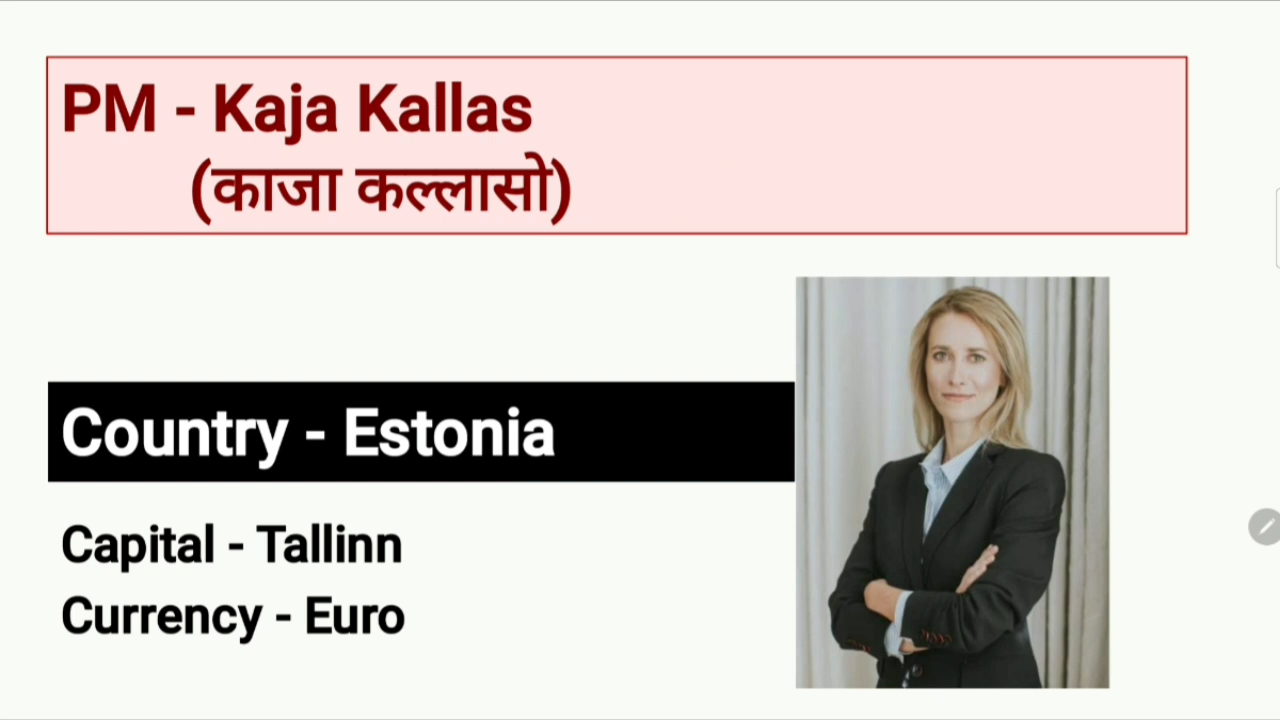 PM - Kaja Kallas
(काजा कल्लासो)
Country - Estonia
Capital - Tallinn
Currency - Euro